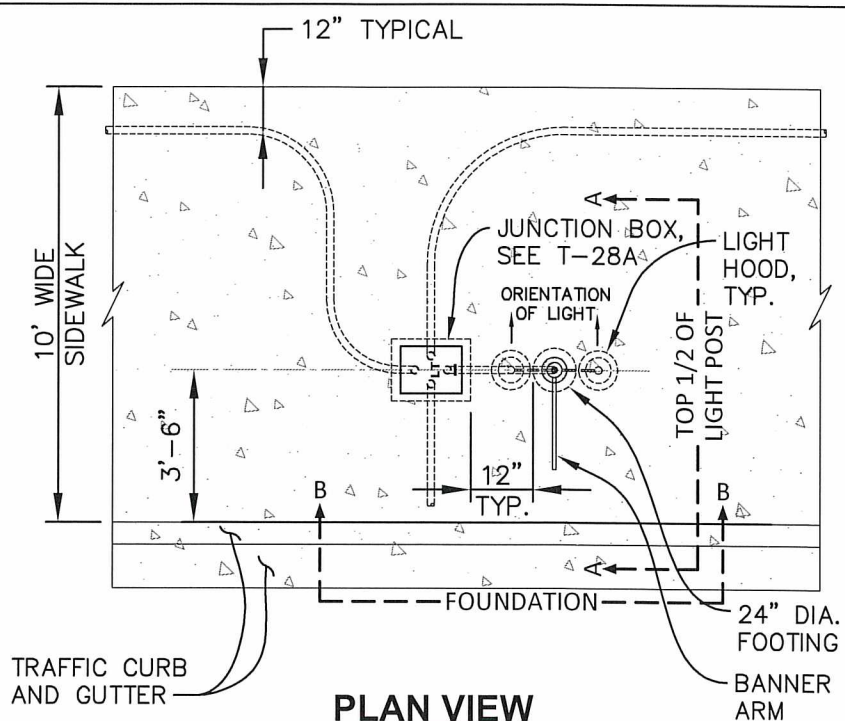 12" TYPICAL
10' WIDE
SIDEWALK
JUNCTION BOX,
SEE T-28A
LIGHT
HOOD,
TYP.
ORIENTATION
OF LIGHT
A
TOP 1/2 OF
LIGHT POST
LT
3'-6"
12"
TYP.
B
B
A
FOUNDATION
24" DIA.
FOOTING
TRAFFIC CURB
AND GUTTER
BANNER
ARM
PLAN VIEW